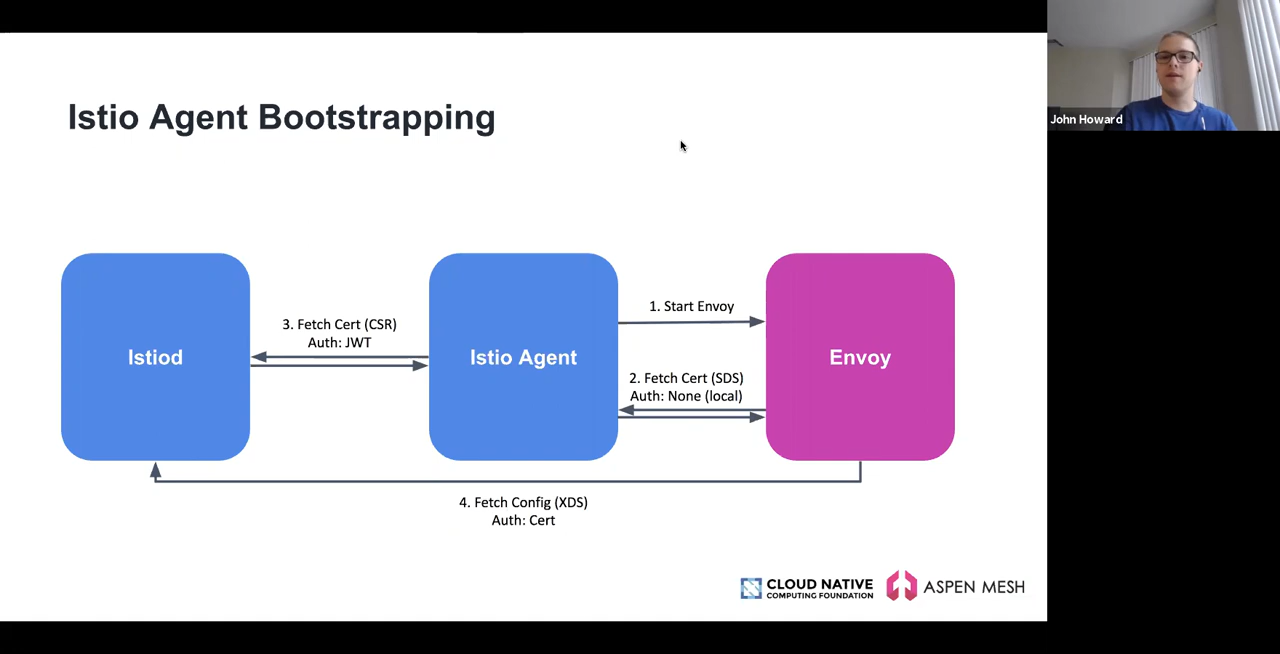 Istio Agent Bootstrapping
John Howard
1. Start Envoy
3. Fetch Cert (CSR)
Auth: JWT
Istiod
Istio Agent
Envoy
2. Fetch Cert (SDS)
Auth: None (local)
4. Fetch Config (XDS)
Auth: Cert
CLOUD NATIVE
COMPUTING FOUNDATION
ASPEN MESH